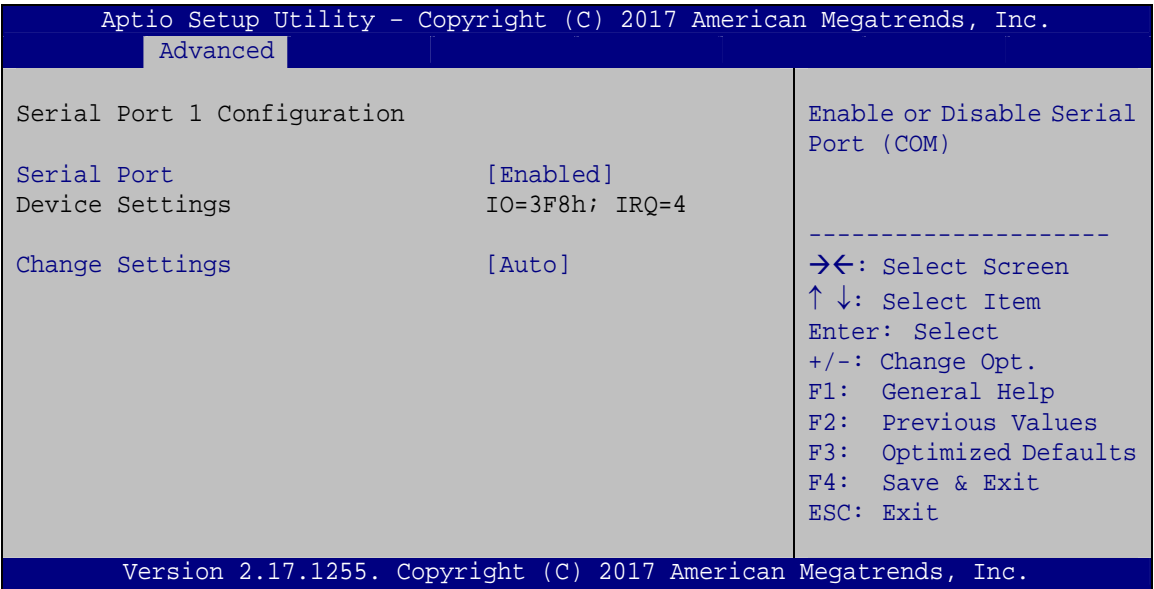 Aptio Setup Utility – Copyright (C) 2017 American Megatrends, Inc.
Advanced
Serial Port 1 Configuration
Serial Port [Enabled]
Device Settings IO=3F8h; IRQ=4
Change Settings [Auto]
Enable or Disable Serial
Port (COM)
---------------------
→←: Select Screen
↑ ↓: Select Item
Enter: Select
+/-: Change Opt.
F1: General Help
F2: Previous Values
F3: Optimized Defaults
F4: Save & Exit
ESC: Exit
Version 2.17.1255. Copyright (C) 2017 American Megatrends, Inc.